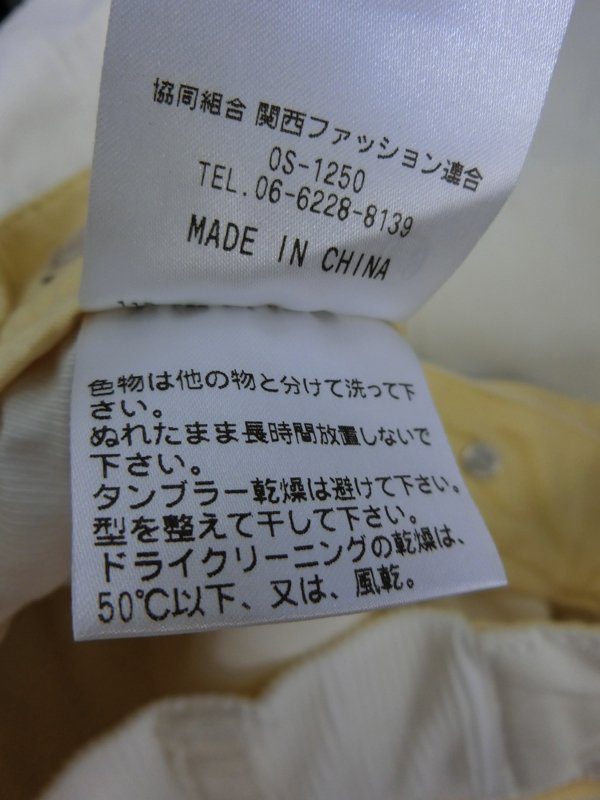 協同組合 関西ファッション連合
OS-1250
TEL.06-6228-8139
MADE IN CHINA
色物は他の物と分けて洗って下
さい。
ぬれたまま長時間放置しないで
下さい。
タンブラー乾燥は避けて下さい。
型を整えて干して下さい。
ドライクリーニングの乾燥は、
50℃以下、又は、風乾。